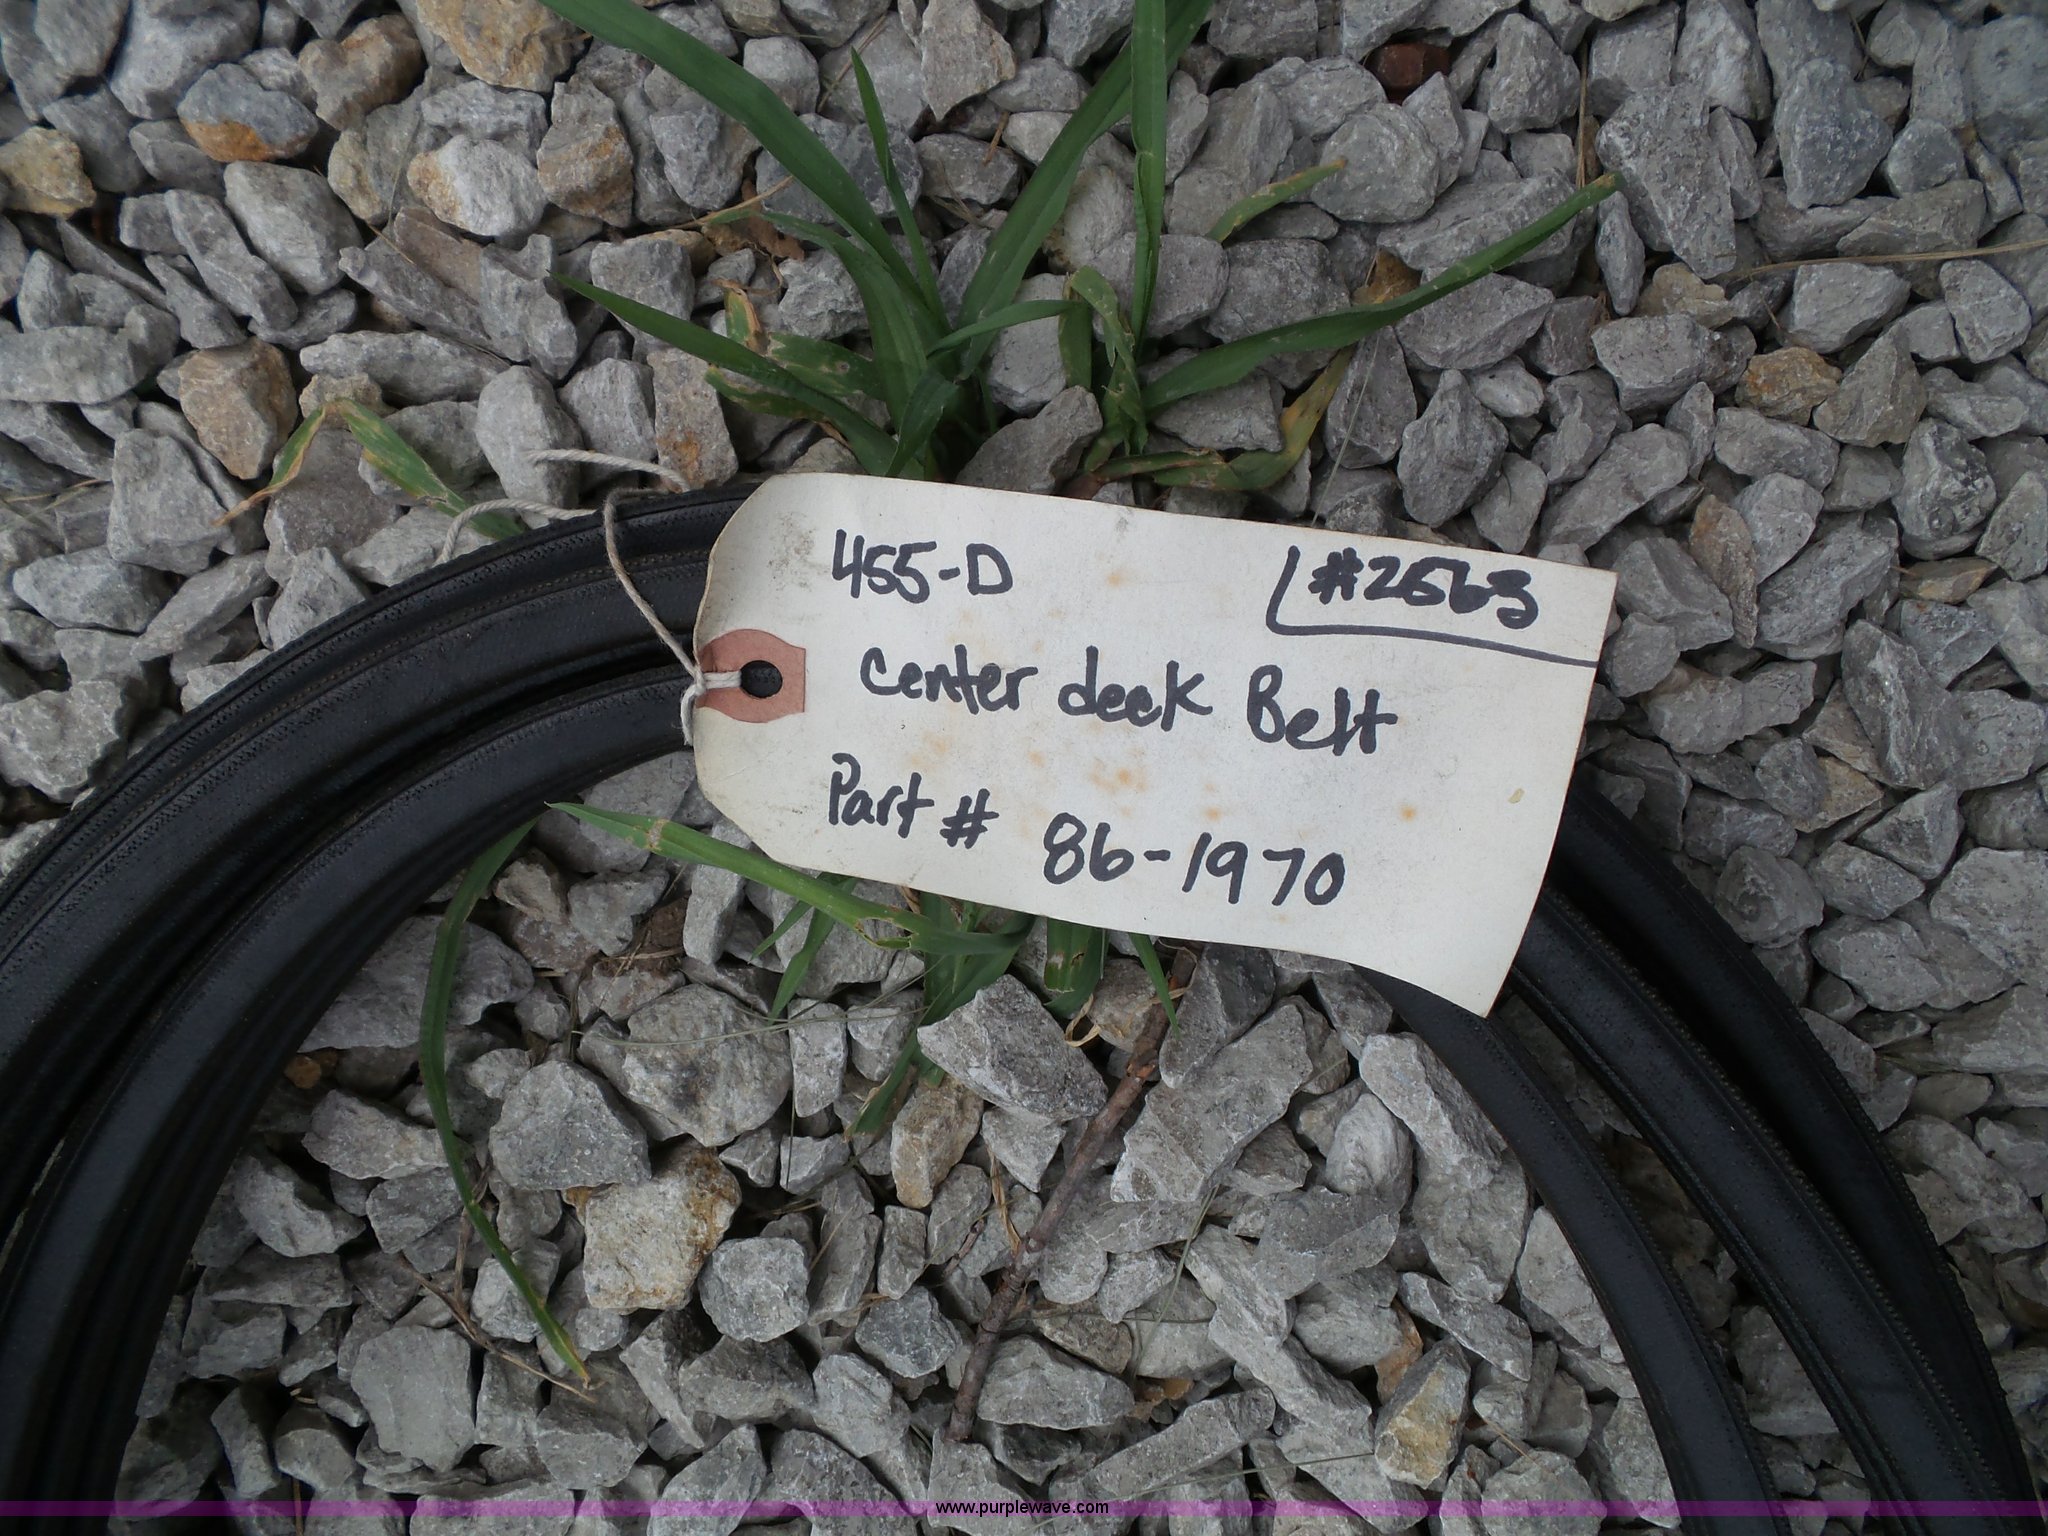 455-D #2563
center deck Belt
Part # 86-1970
www.purplewave.com